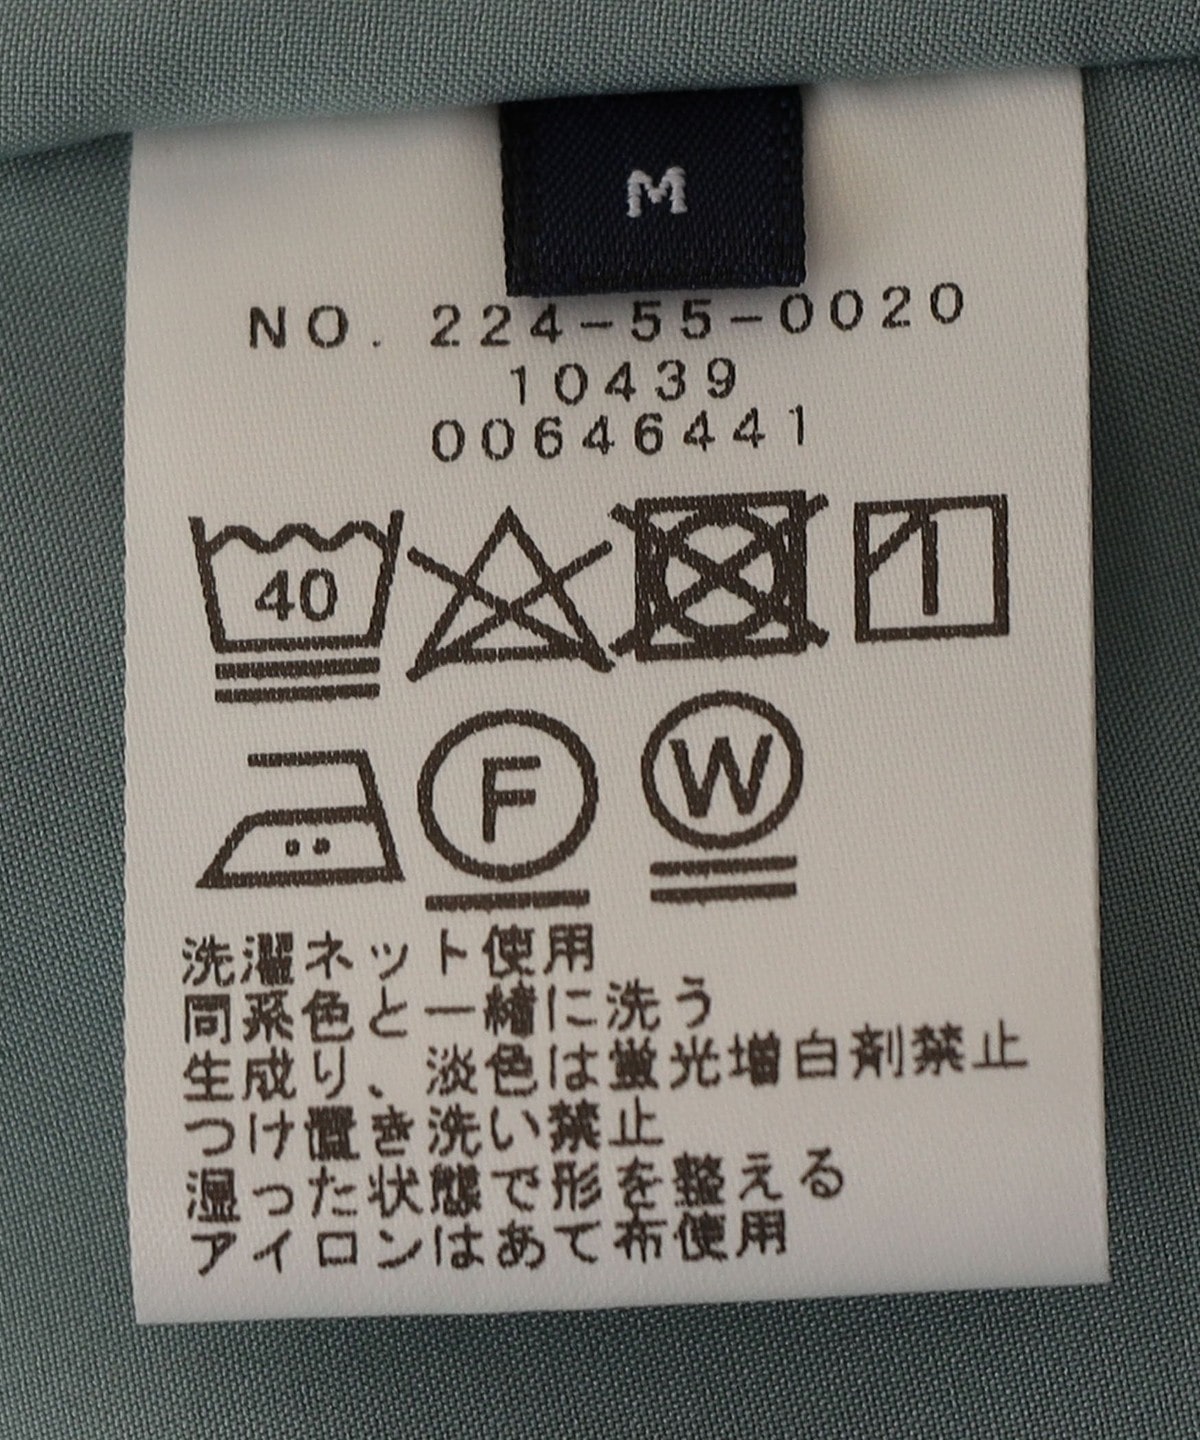 M
NO. 224-55-0020
10439
00646441
40
F W
洗濯ネット使用
同系色と一緒に洗う
生成り、淡色は蛍光増白剤禁止
つけ置き洗い禁止
湿った状態で形を整える
アイロンはあて布使用